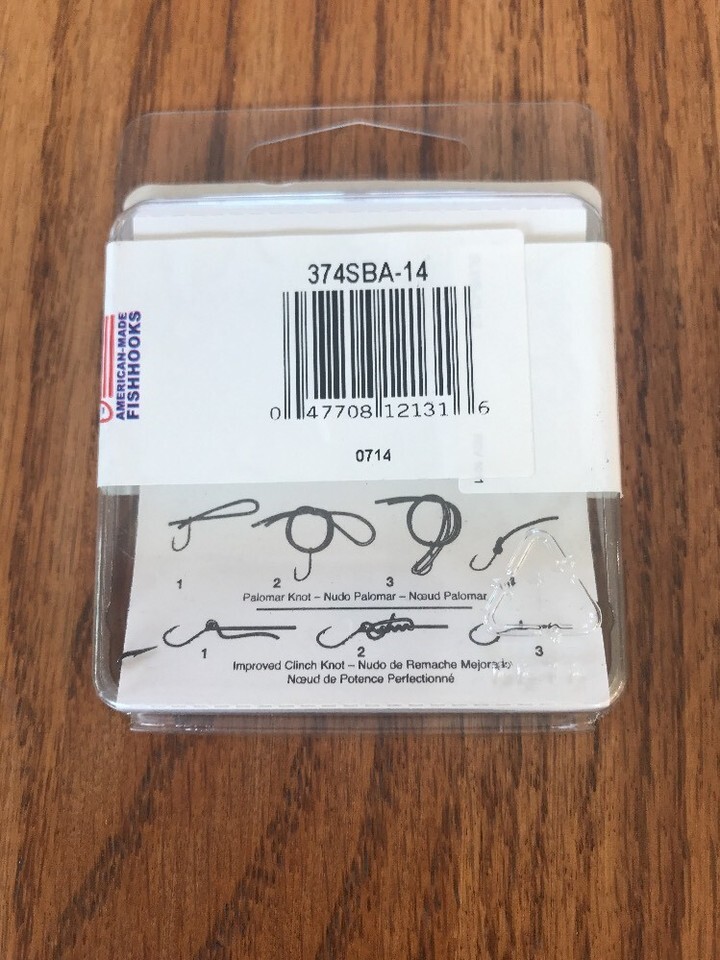 374SBA-14
AMERICAN-MADE
FISHHOOKS
0 47708 12131 6
0714
1 2 3
Palomar Knot – Nudo Palomar – Nœud Palomar
1 2 3
Improved Clinch Knot – Nudo de Remache Mejorado
Nœud de Potence Perfectionné